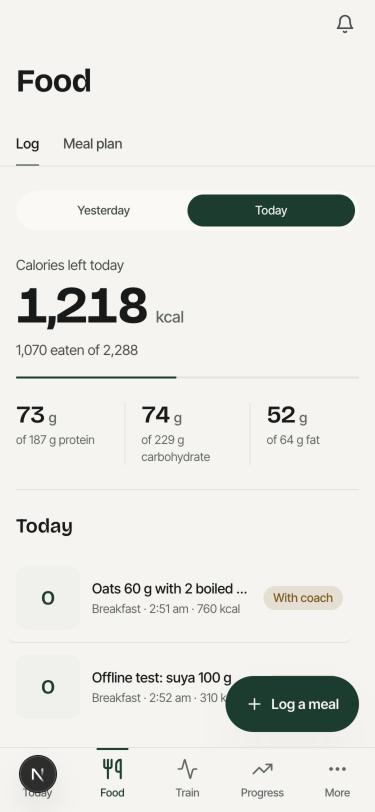 Food
Log Meal plan
Yesterday Today
Calories left today
1,218 kcal
1,070 eaten of 2,288
73 g 74 g 52 g
of 187 g protein of 229 g of 64 g fat
carbohydrate
Today
O
Oats 60 g with 2 boiled ...
With coach
Breakfast · 2:51 am · 760 kcal
O
Offline test: suya 100 g
Breakfast · 2:52 am · 310 k
+ Log a meal
N
Today Food Train Progress More